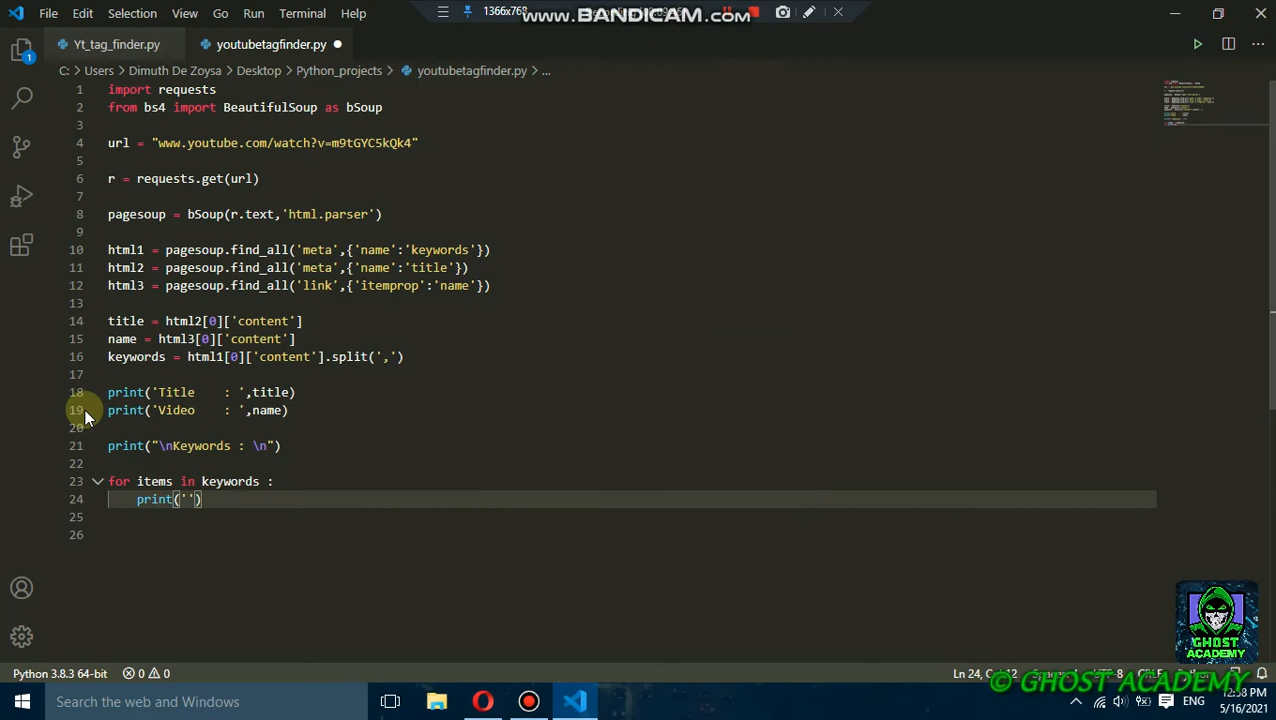 File Edit Selection View Go Run Terminal Help
1366x768
www.BANDICAM.com
Yt_tag_finder.py
youtubetagfinder.py
C: > Users > Dimuth De Zoysa > Desktop > Python_projects > youtubetagfinder.py > ...
1 import requests
2 from bs4 import BeautifulSoup as bSoup
3
4 url = "www.youtube.com/watch?v=m9tGYC5kQk4"
5
6 r = requests.get(url)
7
8 pagesoup = bSoup(r.text,'html.parser')
9
10 html1 = pagesoup.find_all('meta',{'name':'keywords'})
11 html2 = pagesoup.find_all('meta',{'name':'title'})
12 html3 = pagesoup.find_all('link',{'itemprop':'name'})
13
14 title = html2[0]['content']
15 name = html3[0]['content']
16 keywords = html1[0]['content'].split(',')
17
18 print('Title    : ',title)
19 print('Video    : ',name)
20
21 print("\nKeywords : \n")
22
23 for items in keywords :
24     print('')
25
26
1
GHOST
ACADEMY
Python 3.8.3 64-bit
0 0
Ln 24,
© GHOST ACADEMY
Search the web and Windows
ENG
12:38 PM
5/16/2021